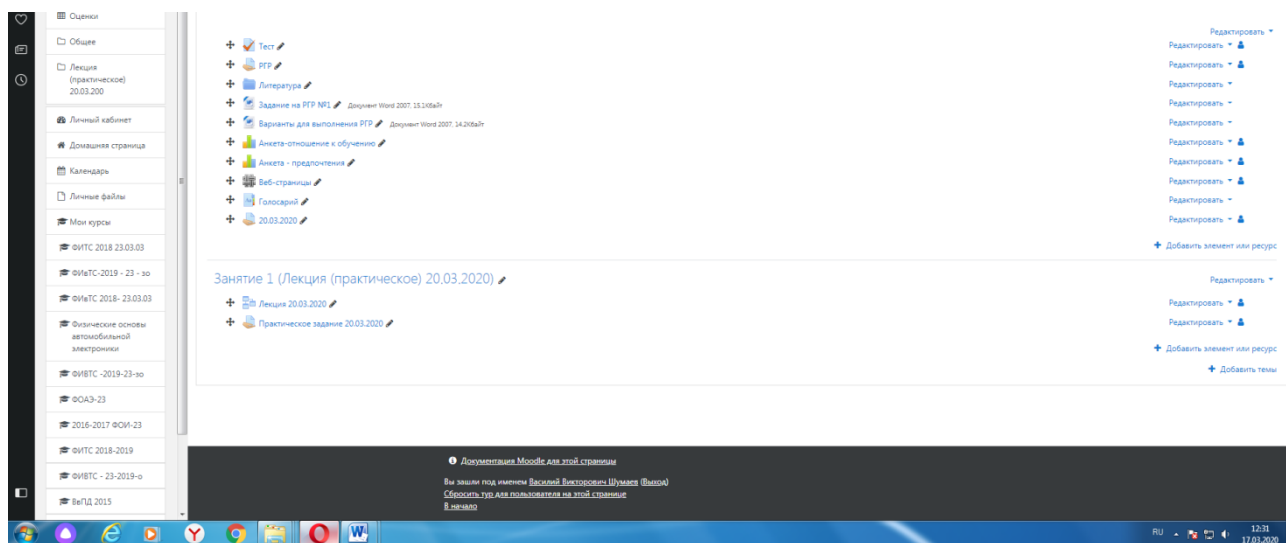 Оценки
Общее
Лекция
(практическое)
20.03.200
Личный кабинет
Домашняя страница
Календарь
Личные файлы
Мои курсы
ФИТС 2018 23.03.03
ФИвТС-2019 - 23 - зо
ФИвТС 2018- 23.03.03
Физические основы
автомобильной
электроники
ФИВТС -2019-23-зо
ФОАЭ-23
2016-2017 ФОИ-23
ФИТС 2018-2019
ФИВТС - 23-2019-о
ВвПД 2015
Редактировать
Тест Редактировать
РГР Редактировать
Литература Редактировать
Задание на РГР №1 Документ Word 2007, 15.1Кбайт Редактировать
Варианты для выполнения РГР Документ Word 2007, 14.2Кбайт Редактировать
Анкета-отношение к обучению Редактировать
Анкета - предпочтения Редактировать
Веб-страницы Редактировать
Голосарий Редактировать
20.03.2020 Редактировать
Добавить элемент или ресурс
Занятие 1 (Лекция (практическое) 20.03.2020) Редактировать
Лекция 20.03.2020 Редактировать
Практическое задание 20.03.2020 Редактировать
Добавить элемент или ресурс
Добавить темы
Документация Moodle для этой страницы
Вы зашли под именем Василий Викторович Шумаев (Выход)
Сбросить тур для пользователя на этой странице
В начало
RU 12:31
17.03.2020